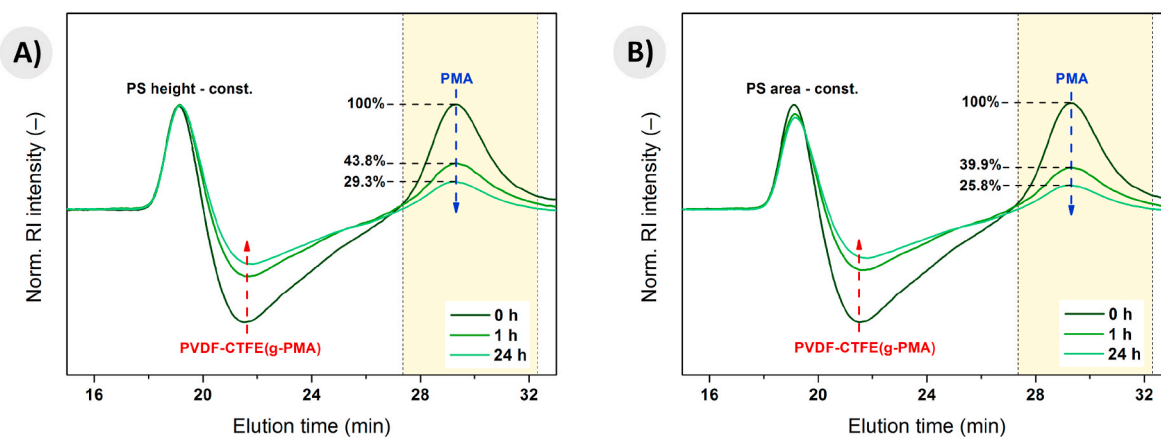 A)
PS height - const.
PMA
100%
43.8%
29.3%
PVDF-CTFE(g-PMA)
0 h
1 h
24 h
Norm. RI intensity (–)
16 20 24 28 32
Elution time (min)
B)
PS area - const.
PMA
100%
39.9%
25.8%
PVDF-CTFE(g-PMA)
0 h
1 h
24 h
Norm. RI intensity (–)
16 20 24 28 32
Elution time (min)